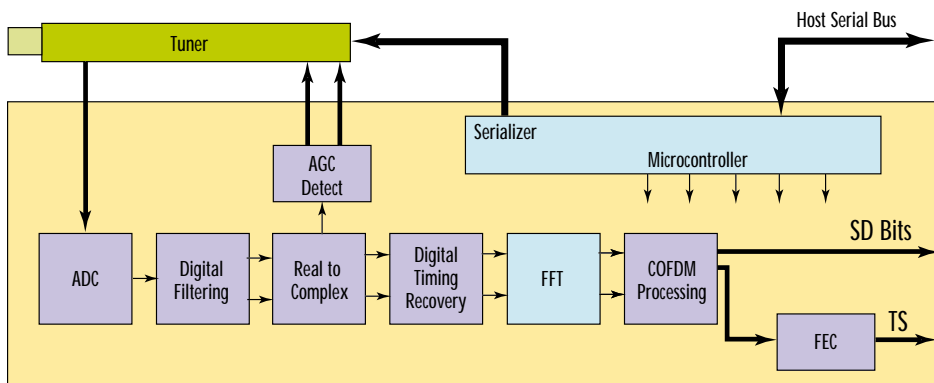 Host Serial Bus
Tuner
Serializer
Microcontroller
AGC
Detect
SD Bits
ADC
Digital
Filtering
Real to
Complex
Digital
Timing
Recovery
FFT
COFDM
Processing
FEC
TS